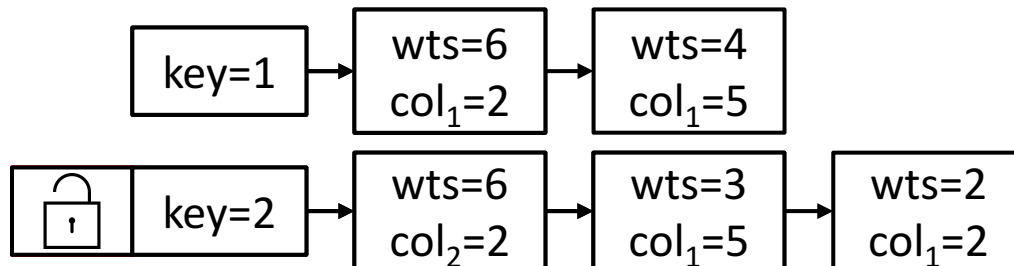 key=1
wts=6
col₁=2
wts=4
col₁=5
key=2
wts=6
col₂=2
wts=3
col₁=5
wts=2
col₁=2